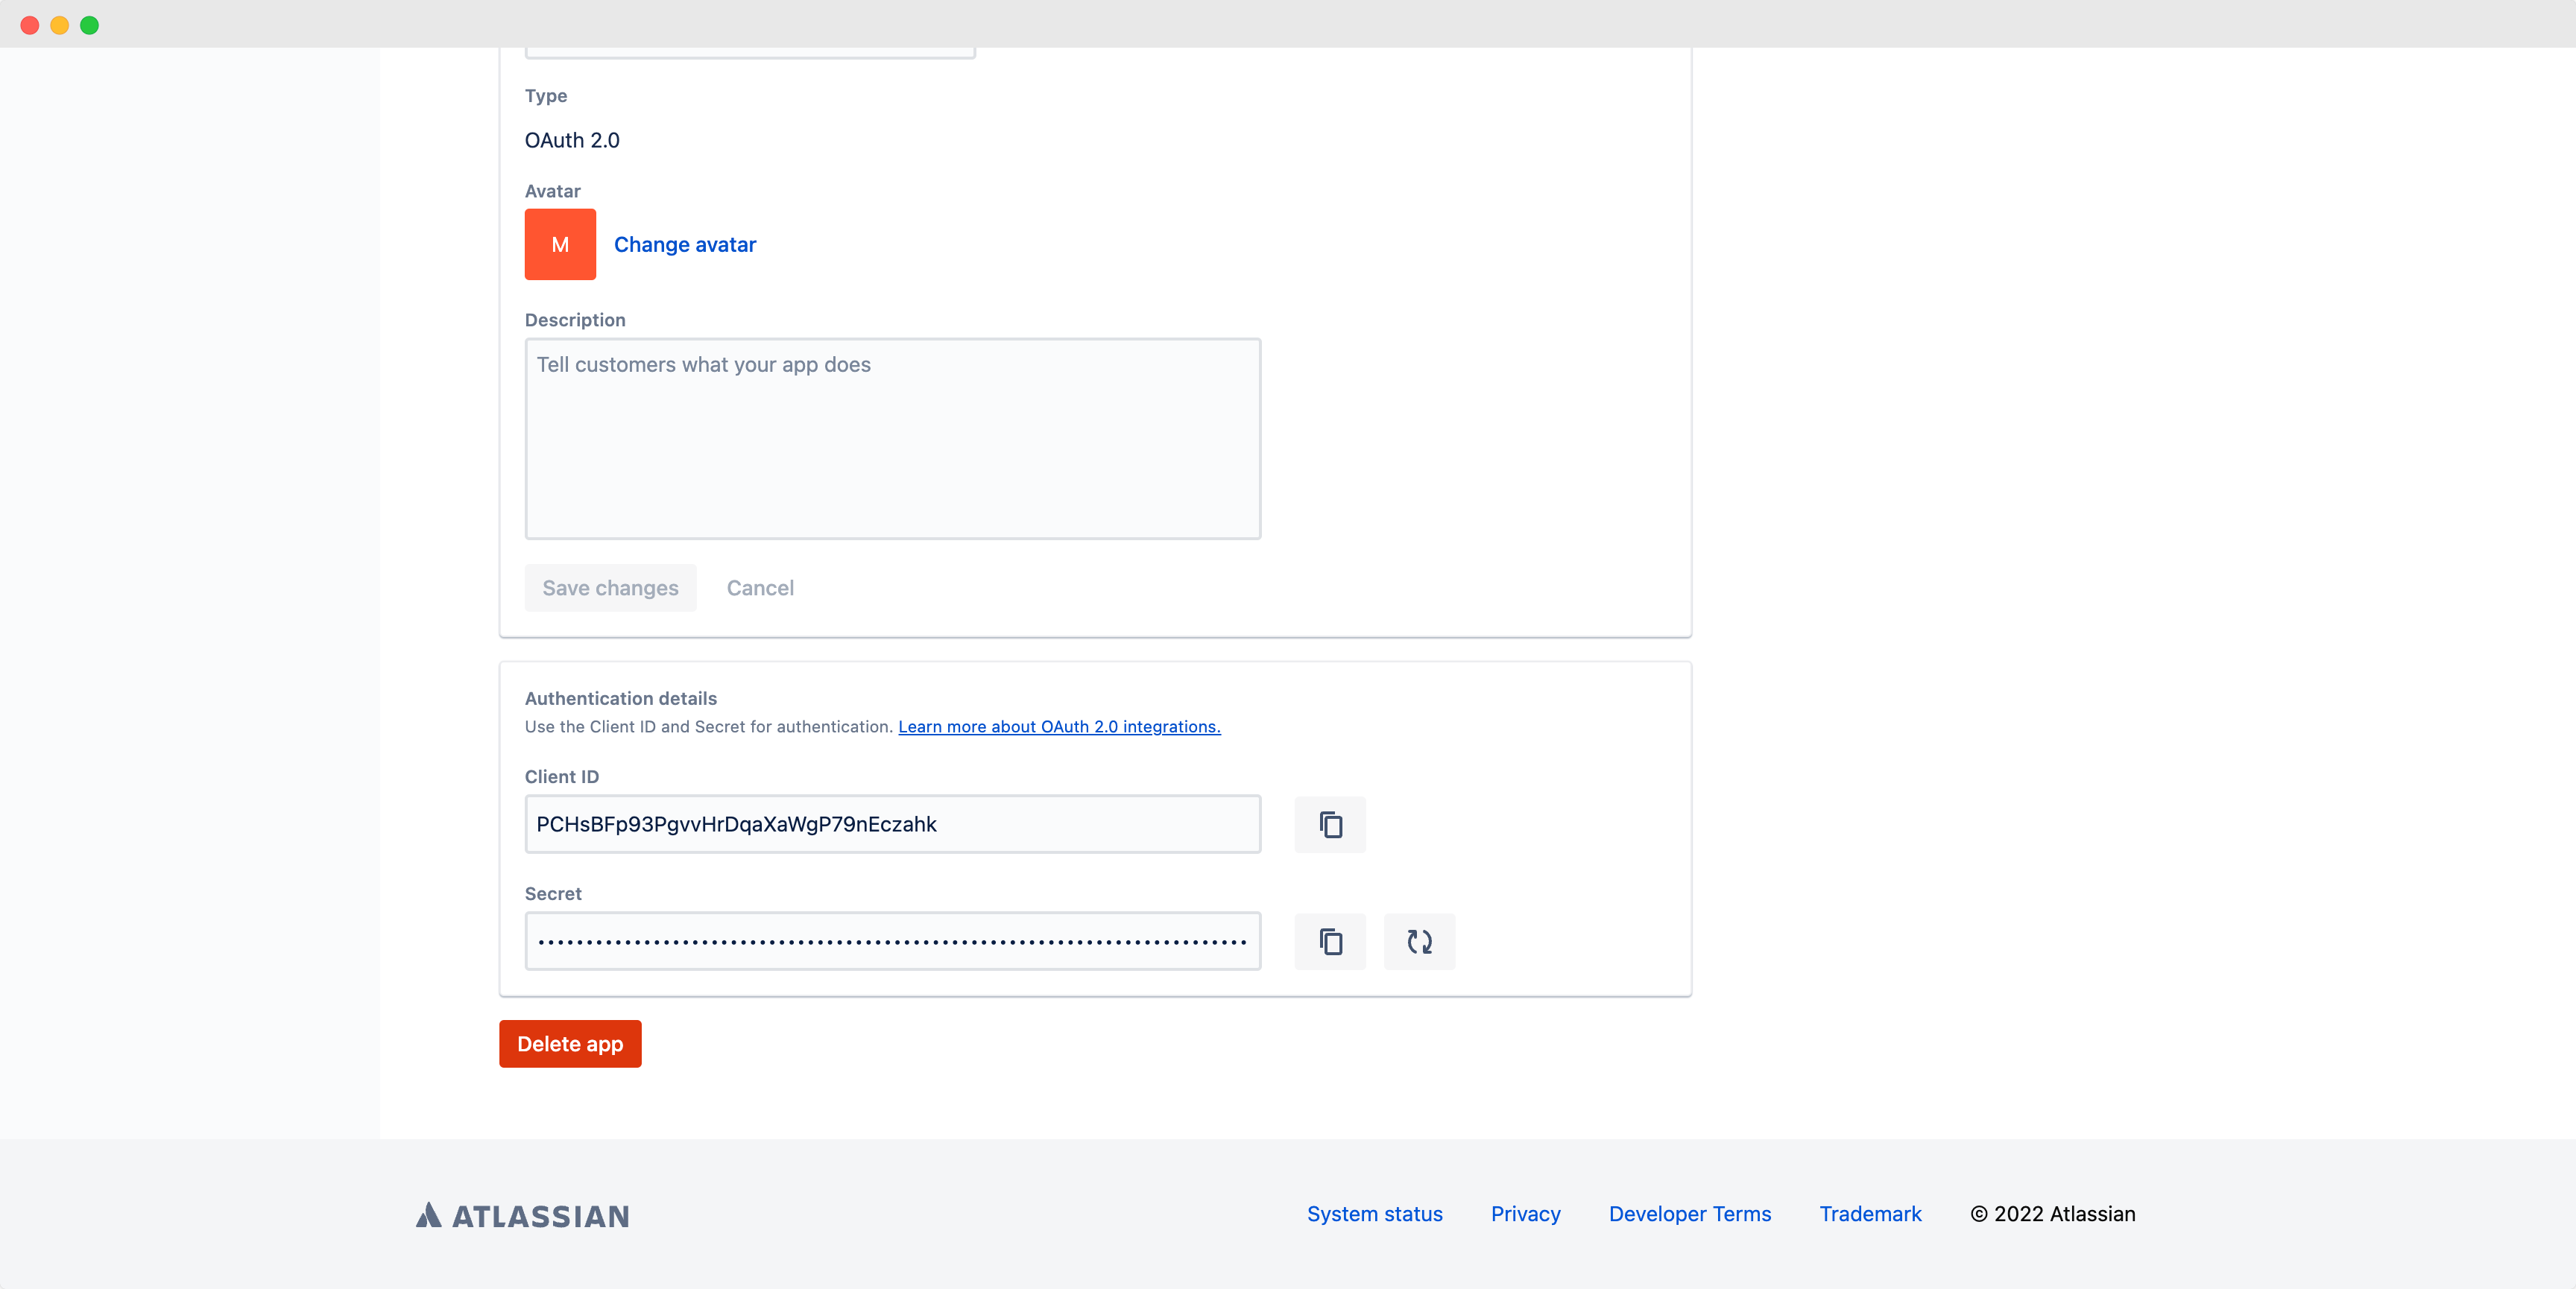 Type
OAuth 2.0
Avatar
M
Change avatar
Description
Tell customers what your app does
Save changes
Cancel
Authentication details
Use the Client ID and Secret for authentication. Learn more about OAuth 2.0 integrations.
Client ID
PCHsBFp93PgvvHrDqaXaWgP79nEczahk
Secret
Delete app
ATLASSIAN
System status
Privacy
Developer Terms
Trademark
© 2022 Atlassian